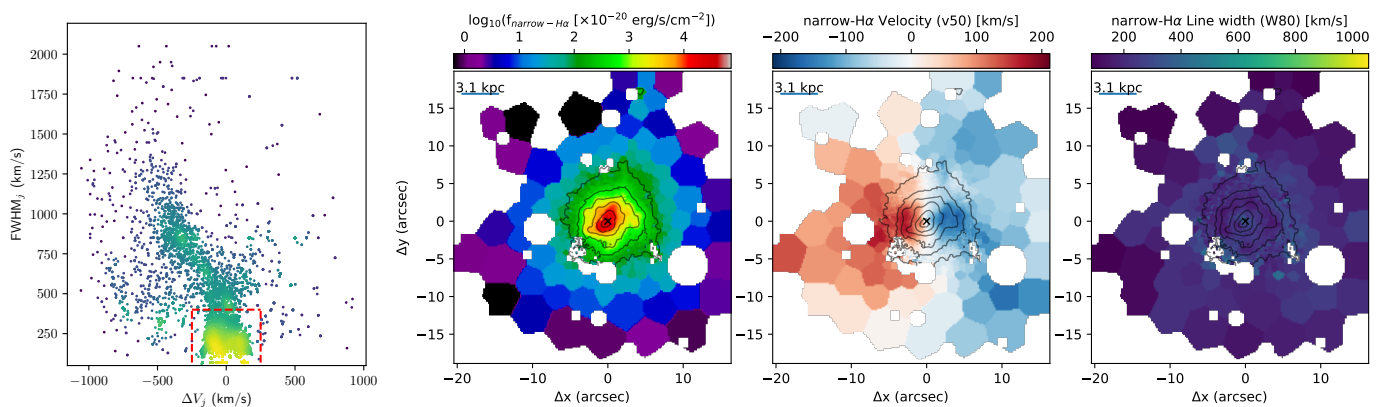 2000
1750
1500
1250
1000
750
500
250
FWHM_j (km/s)
−1000 −500 0 500 1000
ΔV_j (km/s)
log₁₀(f_narrow−Hα [×10⁻²⁰ erg/s/cm⁻²])
0 1 2 3 4
3.1 kpc
15
10
5
0
−5
−10
−15
Δy (arcsec)
−20 −10 0 10
Δx (arcsec)
narrow-Hα Velocity (v50) [km/s]
−200 −100 0 100 200
3.1 kpc
15
10
5
0
−5
−10
−15
−20 −10 0 10
Δx (arcsec)
narrow-Hα Line width (W80) [km/s]
200 400 600 800 1000
3.1 kpc
15
10
5
0
−5
−10
−15
−20 −10 0 10
Δx (arcsec)